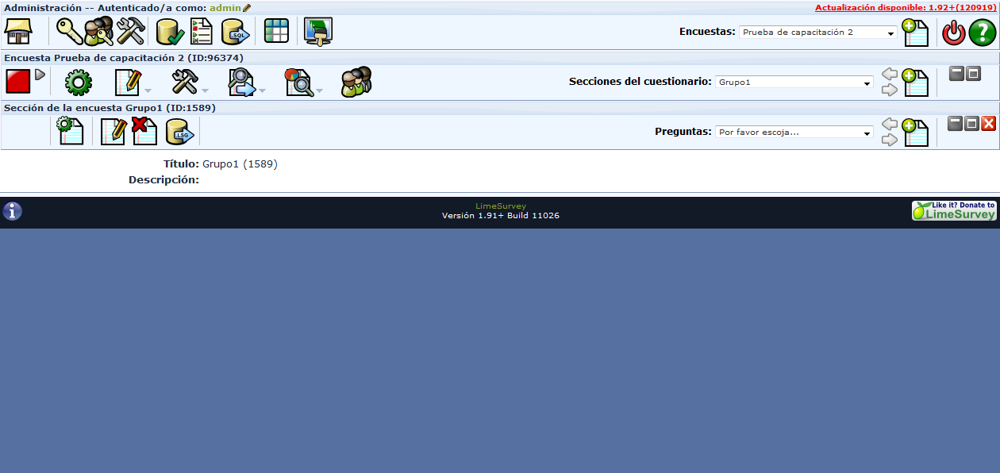 Administración -- Autenticado/a como: admin
Actualización disponible: 1.92+(120919)
SQL
Encuestas: Prueba de capacitación 2
Encuesta Prueba de capacitación 2 (ID:96374)
Secciones del cuestionario: Grupo1
Sección de la encuesta Grupo1 (ID:1589)
LSG
Preguntas: Por favor escoja...
Título: Grupo1 (1589)
Descripción:
LimeSurvey
Versión 1.91+ Build 11026
Like it? Donate to
LimeSurvey